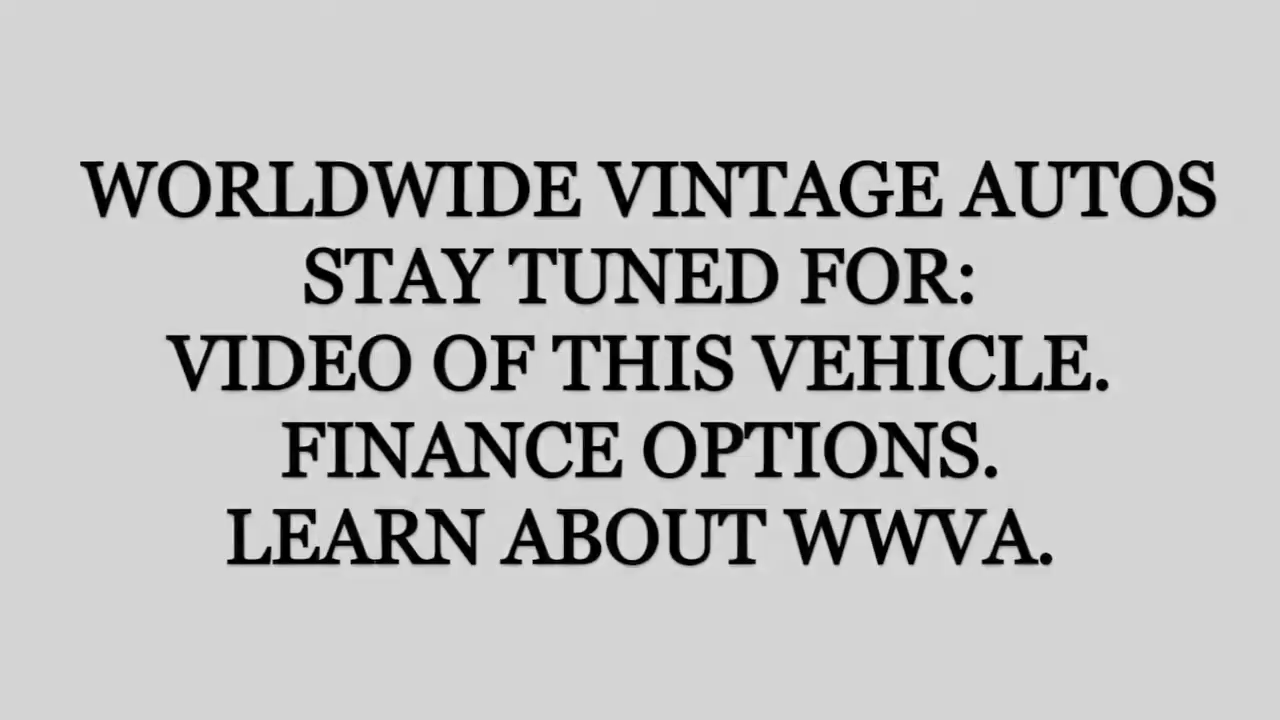 WORLDWIDE VINTAGE AUTOS
STAY TUNED FOR:
VIDEO OF THIS VEHICLE.
FINANCE OPTIONS.
LEARN ABOUT WWVA.